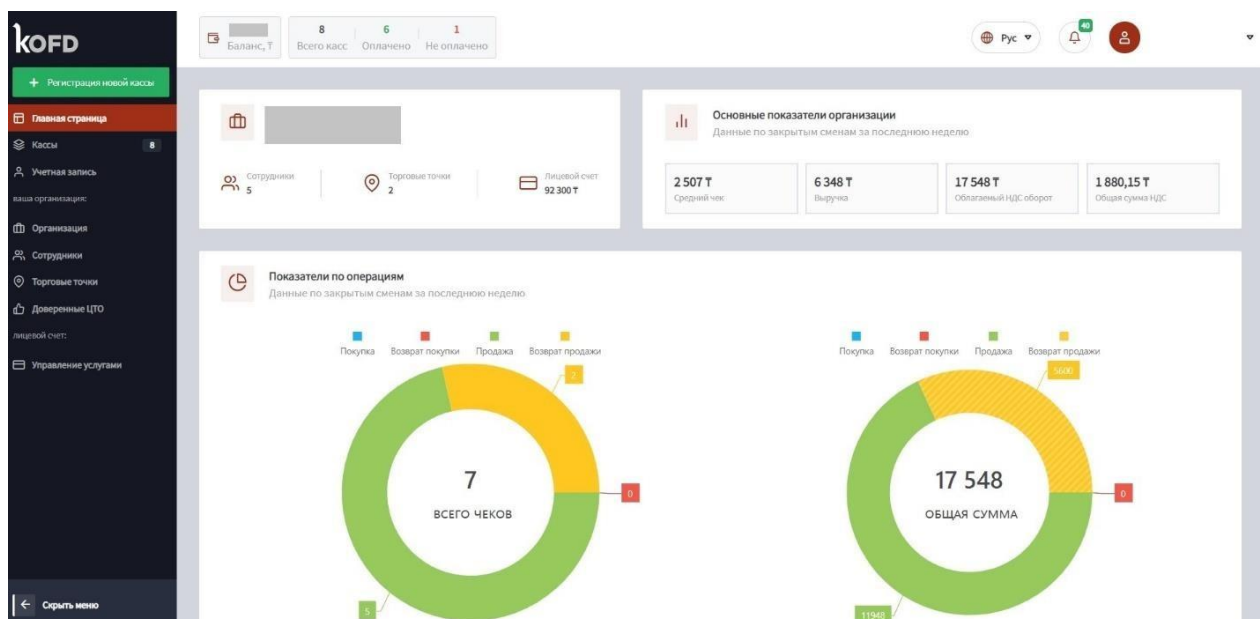 KOFD
+ Регистрация новой кассы
Главная страница
Кассы 8
Учетная запись
ваша организация:
Организация
Сотрудники
Торговые точки
Доверенные ЦТО
лицевой счет:
Управление услугами
Скрыть меню
Баланс, ₸
8 6 1
Всего касс Оплачено Не оплачено
Рус
40
Сотрудники
5
Торговые точки
2
Лицевой счет
92 300 ₸
Основные показатели организации
Данные по закрытым сменам за последнюю неделю
2 507 ₸
Средний чек
6 348 ₸
Выручка
17 548 ₸
Облагаемый НДС оборот
1 880,15 ₸
Общая сумма НДС
Показатели по операциям
Данные по закрытым сменам за последнюю неделю
Покупка Возврат покупки Продажа Возврат продажи
2
7
ВСЕГО ЧЕКОВ
0
5
Покупка Возврат покупки Продажа Возврат продажи
5600
17 548
ОБЩАЯ СУММА
0
11948